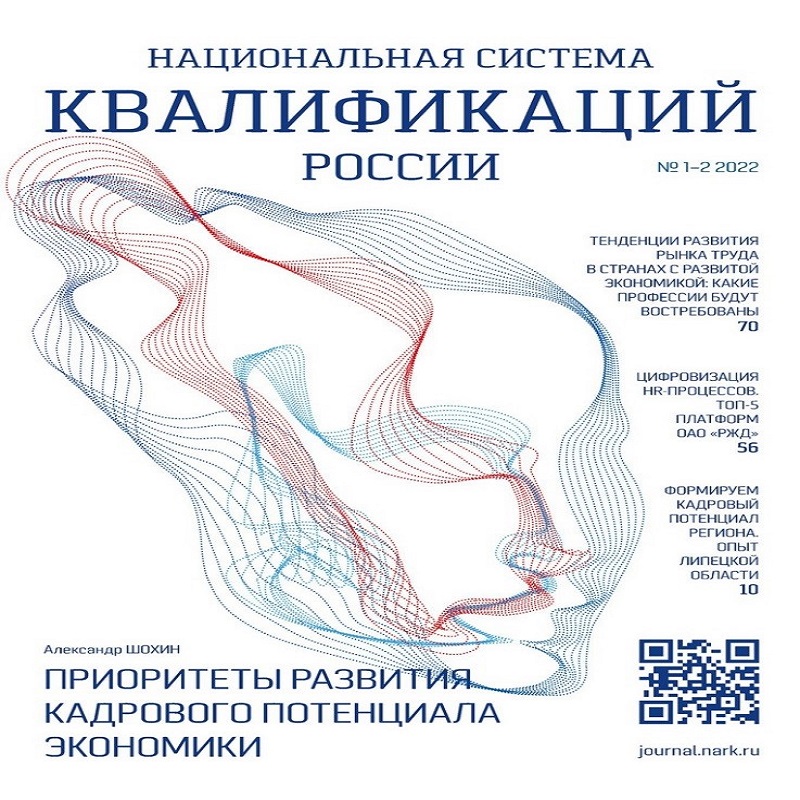 НАЦИОНАЛЬНАЯ СИСТЕМА
КВАЛИФИКАЦИЙ
РОССИИ
№ 1–2 2022
ТЕНДЕНЦИИ РАЗВИТИЯ
РЫНКА ТРУДА
В СТРАНАХ С РАЗВИТОЙ
ЭКОНОМИКОЙ: КАКИЕ
ПРОФЕССИИ БУДУТ
ВОСТРЕБОВАНЫ
70
ЦИФРОВИЗАЦИЯ
HR-ПРОЦЕССОВ.
ТОП-5
ПЛАТФОРМ
ОАО «РЖД»
56
ФОРМИРУЕМ
КАДРОВЫЙ
ПОТЕНЦИАЛ
РЕГИОНА.
ОПЫТ
ЛИПЕЦКОЙ
ОБЛАСТИ
10
Александр ШОХИН
ПРИОРИТЕТЫ РАЗВИТИЯ
КАДРОВОГО ПОТЕНЦИАЛА
ЭКОНОМИКИ
journal.nark.ru